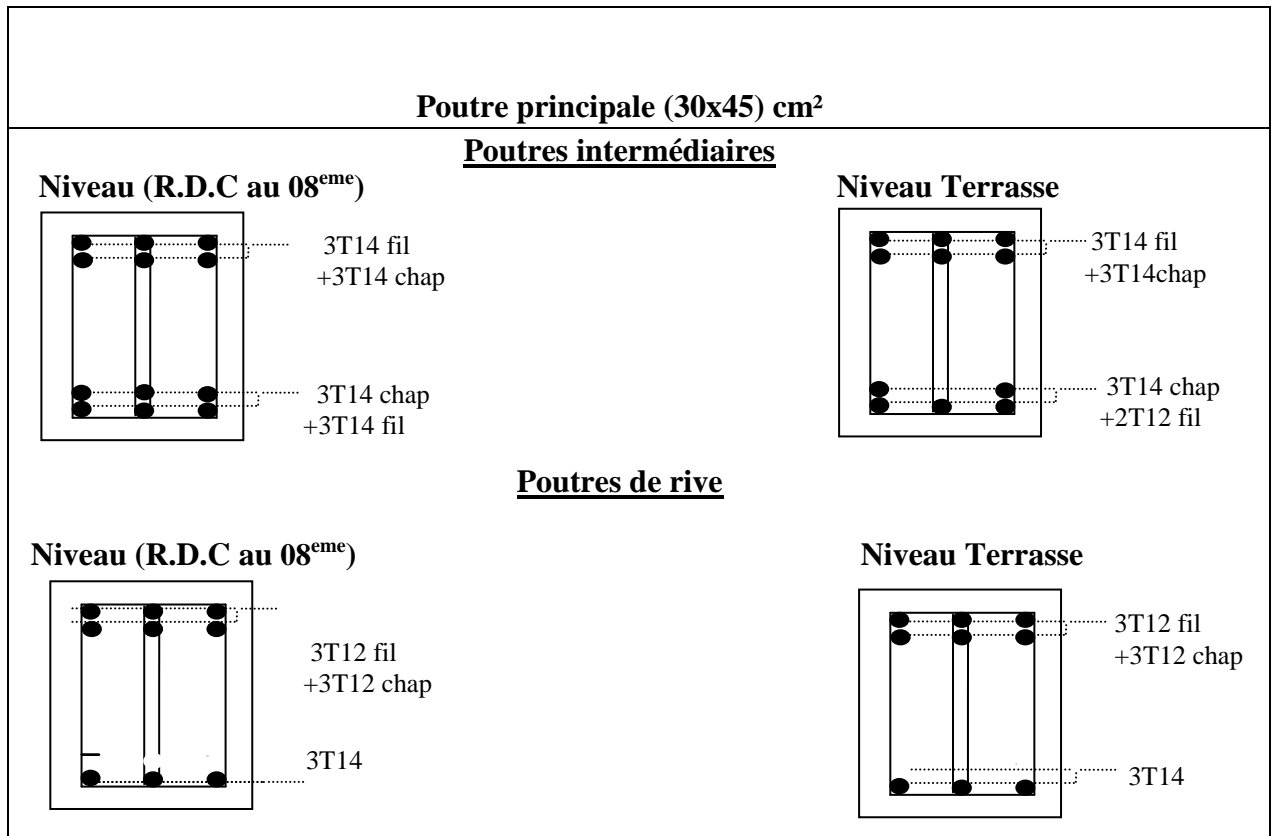 Poutre principale (30x45) cm²
Poutres intermédiaires
Niveau (R.D.C au 08eme)
Niveau Terrasse
3T14 fil
+3T14 chap
3T14 fil
+3T14chap
3T14 chap
+3T14 fil
3T14 chap
+2T12 fil
Poutres de rive
Niveau (R.D.C au 08eme)
Niveau Terrasse
3T12 fil
+3T12 chap
3T12 fil
+3T12 chap
3T14
3T14